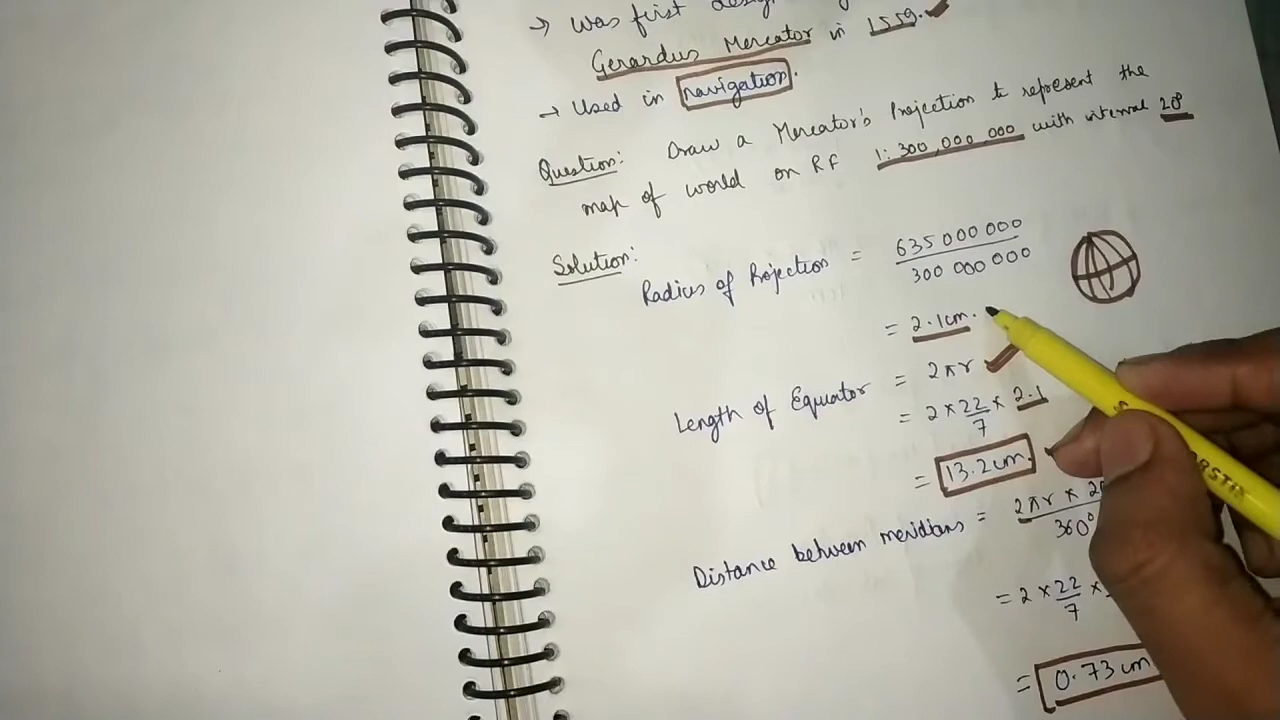 → Was first
Gerardus Mercator in 1559.
→ Used in navigation.
Question: Draw a Mercator's Projection to represent the
map of world on RF 1:300,000,000 with interval 20°
Solution:
Radius of Projection = 635 000 000 / 300 000 000
= 2.1cm.
Length of Equator = 2πr
= 2 × 22/7 × 2.1
= 13.2cm.
Distance between meridians = 2πr × / 360°
= 2 × 22/7 ×
= 0.73cm